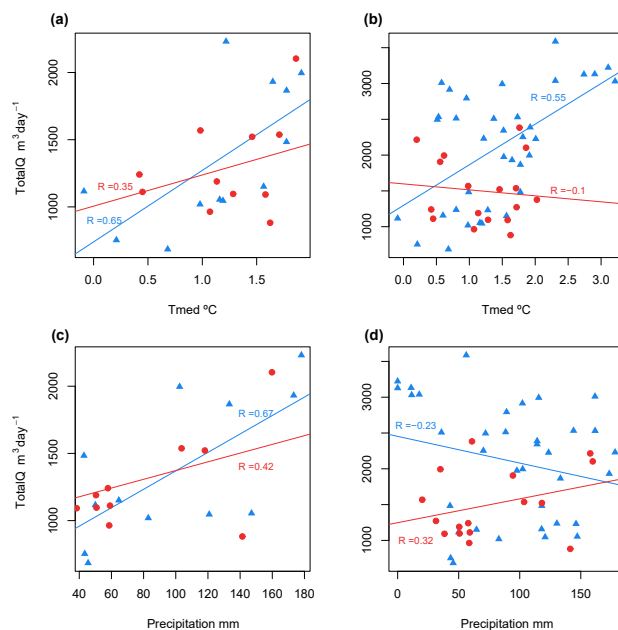 (a)
TotalQ m³day⁻¹
2000
1500
1000
R =0.35
R =0.65
0.0 0.5 1.0 1.5
Tmed ºC
(b)
TotalQ m³day⁻¹
3000
2000
1000
R =0.55
R =−0.1
0.0 0.5 1.0 1.5 2.0 2.5 3.0
Tmed ºC
(c)
TotalQ m³day⁻¹
2000
1500
1000
R =0.67
R =0.42
40 60 80 100 120 140 160 180
Precipitation mm
(d)
3000
2000
1000
R =−0.23
R =0.32
0 50 100 150
Precipitation mm